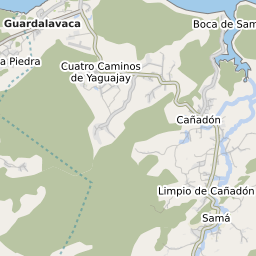 Guardalavaca
Boca de Sam
a Piedra
Cuatro Caminos
de Yaguajay
Cañadón
Limpio de Cañadón
Samá